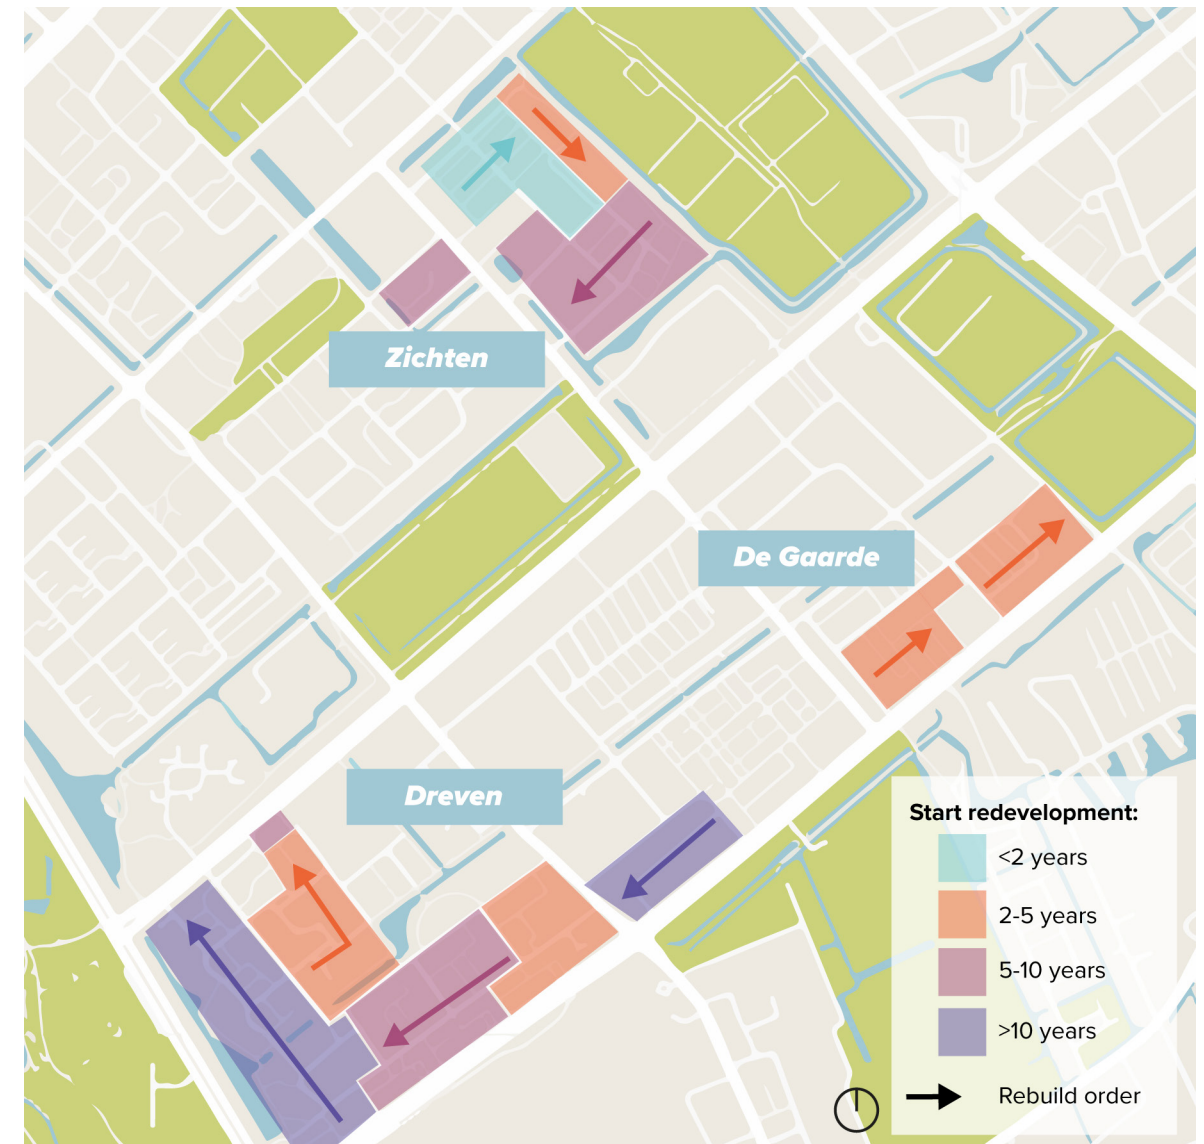 Zichten
De Gaarde
Dreven
Start redevelopment:
<2 years
2-5 years
5-10 years
>10 years
Rebuild order